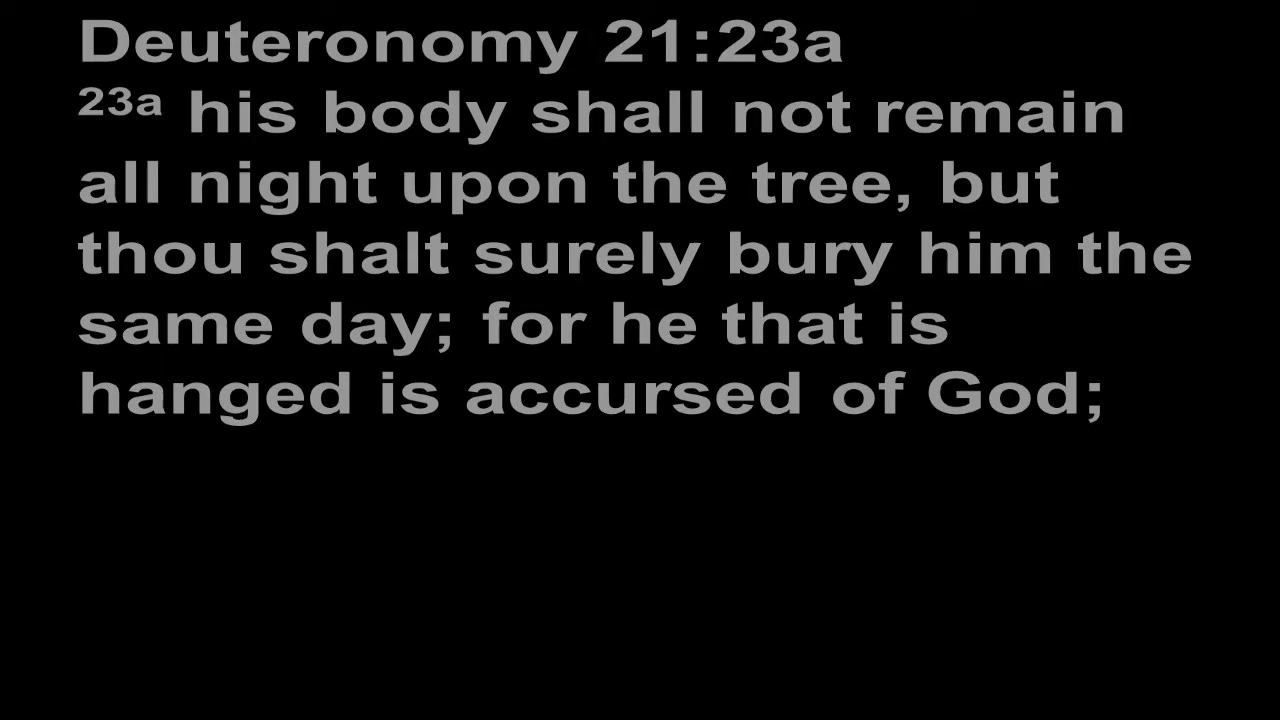 Deuteronomy 21:23a
23a his body shall not remain
all night upon the tree, but
thou shalt surely bury him the
same day; for he that is
hanged is accursed of God;